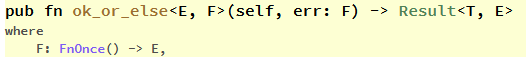 pub fn ok_or_else<E, F>(self, err: F) -> Result<T, E>
where
    F: FnOnce() -> E,